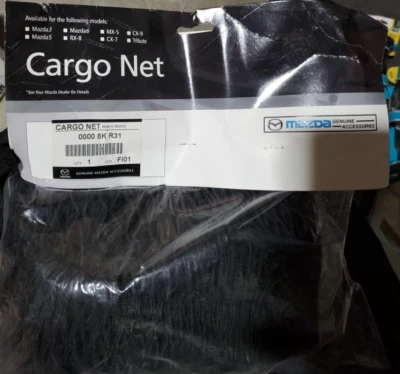 Available for the following models:
Mazda3 Mazda6 MX-5 CX-9
Mazda5 RX-8 CX-7 Tribute
Cargo Net
*See Your Mazda Dealer for Details
CARGO NET
0000 8K R31
QTY. 1 FI01
GENUINE MAZDA ACCESSORIES
mazda GENUINE ACCESSORIES